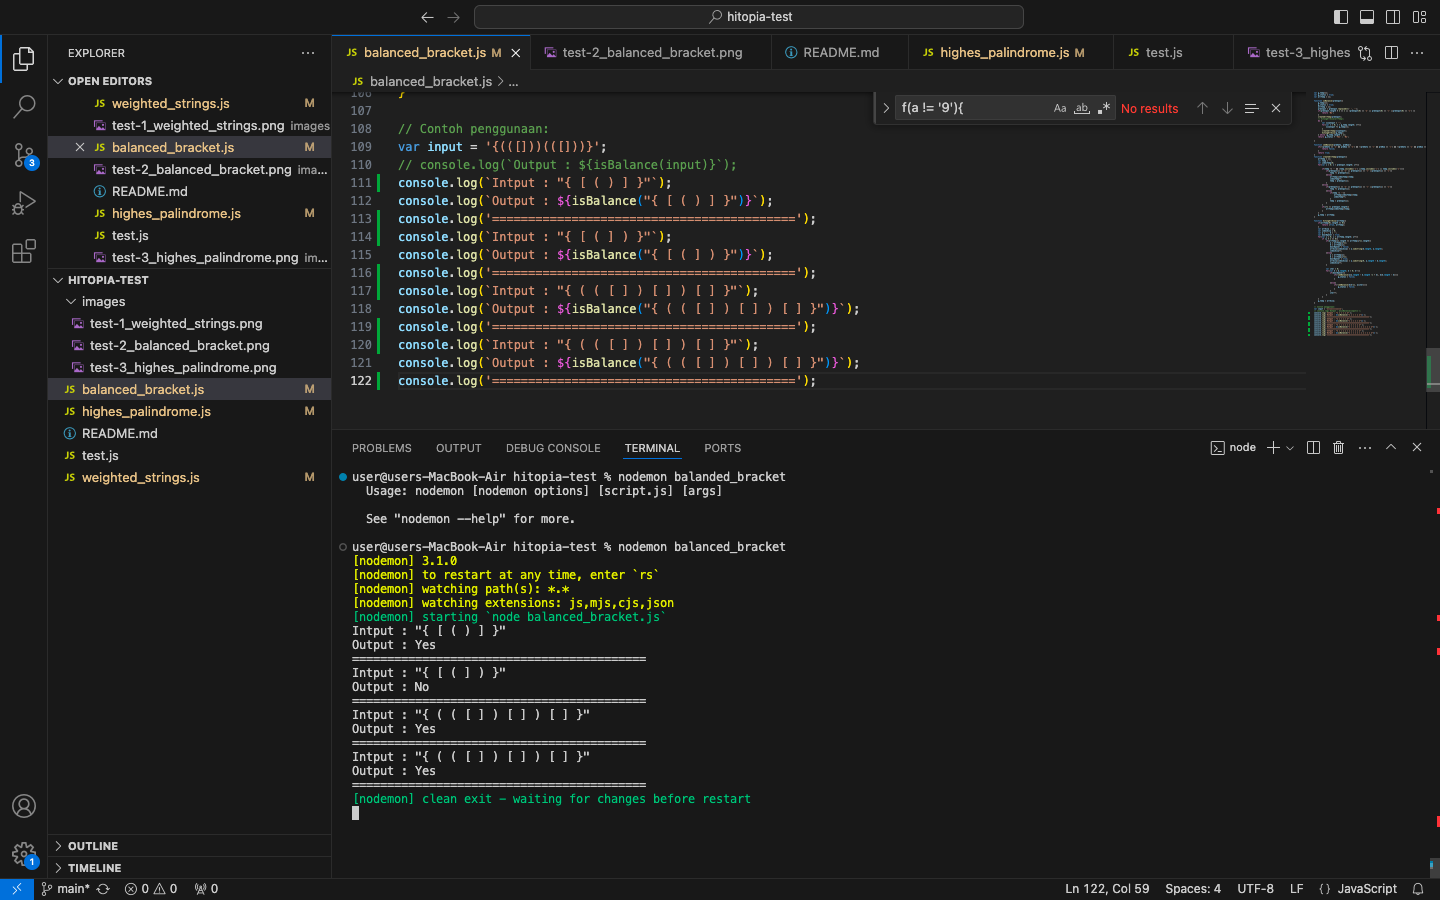 hitopia-test
EXPLORER
OPEN EDITORS
JS weighted_strings.js M
test-1_weighted_strings.png images
JS balanced_bracket.js M
test-2_balanced_bracket.png ima...
README.md
JS highes_palindrome.js M
JS test.js
test-3_highes_palindrome.png im...
HITOPIA-TEST
images
test-1_weighted_strings.png
test-2_balanced_bracket.png
test-3_highes_palindrome.png
JS balanced_bracket.js M
JS highes_palindrome.js M
README.md
JS test.js
JS weighted_strings.js M
OUTLINE
TIMELINE
3
1
JS balanced_bracket.js M
test-2_balanced_bracket.png
README.md
JS highes_palindrome.js M
JS test.js
test-3_highes
JS balanced_bracket.js > ...
f(a != '9'){
Aa ab .*
No results
106 }
107
108 // Contoh penggunaan:
109 var input = '{(([]))(([]))}';
110 // console.log(`Output : ${isBalance(input)}`);
111 console.log(`Intput : "{ [ ( ) ] }"`);
112 console.log(`Output : ${isBalance("{ [ ( ) ] }")}`);
113 console.log('==========================================');
114 console.log(`Intput : "{ [ ( ] ) }"`);
115 console.log(`Output : ${isBalance("{ [ ( ] ) }")}`);
116 console.log('==========================================');
117 console.log(`Intput : "{ ( ( [ ] ) [ ] ) [ ] }"`);
118 console.log(`Output : ${isBalance("{ ( ( [ ] ) [ ] ) [ ] }")}`);
119 console.log('==========================================');
120 console.log(`Intput : "{ ( ( [ ] ) [ ] ) [ ] }"`);
121 console.log(`Output : ${isBalance("{ ( ( [ ] ) [ ] ) [ ] }")}`);
122 console.log('==========================================');
PROBLEMS OUTPUT DEBUG CONSOLE TERMINAL PORTS
node
user@users-MacBook-Air hitopia-test % nodemon balanded_bracket
Usage: nodemon [nodemon options] [script.js] [args]
See "nodemon --help" for more.
user@users-MacBook-Air hitopia-test % nodemon balanced_bracket
[nodemon] 3.1.0
[nodemon] to restart at any time, enter `rs`
[nodemon] watching path(s): *.*
[nodemon] watching extensions: js,mjs,cjs,json
[nodemon] starting `node balanced_bracket.js`
Intput : "{ [ ( ) ] }"
Output : Yes
==========================================
Intput : "{ [ ( ] ) }"
Output : No
==========================================
Intput : "{ ( ( [ ] ) [ ] ) [ ] }"
Output : Yes
==========================================
Intput : "{ ( ( [ ] ) [ ] ) [ ] }"
Output : Yes
==========================================
[nodemon] clean exit - waiting for changes before restart
main* 0 0 0
Ln 122, Col 59 Spaces: 4 UTF-8 LF {} JavaScript